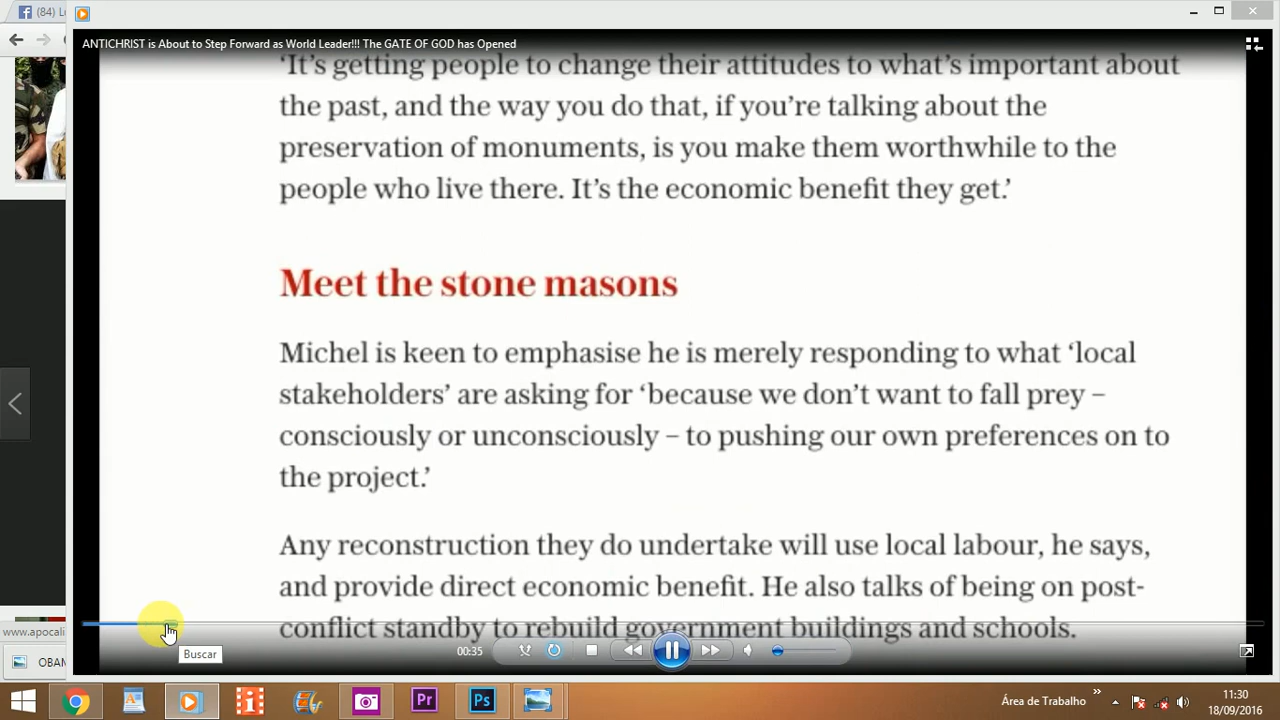 (84) L
ANTICHRIST is About to Step Forward as World Leader!!! The GATE OF GOD has Opened
‘It’s getting people to change their attitudes to what’s important about
the past, and the way you do that, if you’re talking about the
preservation of monuments, is you make them worthwhile to the
people who live there. It’s the economic benefit they get.’
Meet the stone masons
Michel is keen to emphasise he is merely responding to what ‘local
stakeholders’ are asking for ‘because we don’t want to fall prey –
consciously or unconsciously – to pushing our own preferences on to
the project.’
Any reconstruction they do undertake will use local labour, he says,
and provide direct economic benefit. He also talks of being on post-
conflict standby to rebuild government buildings and schools.
www.apocali
Buscar
00:35
OBAM
Pr
Ps
Área de Trabalho
11:30
18/09/2016